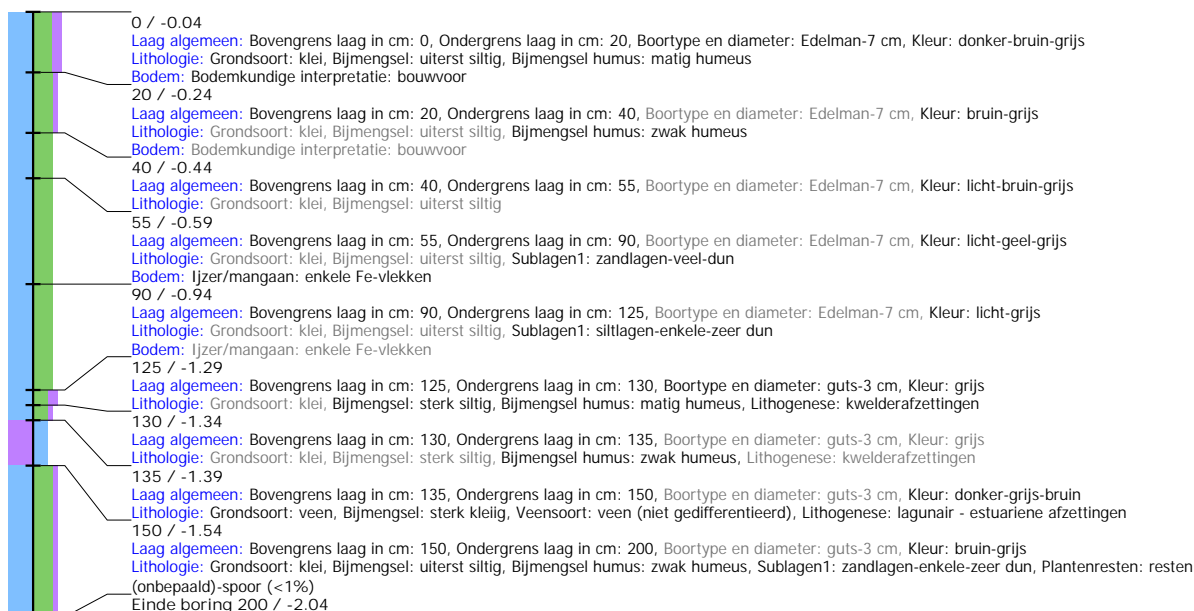 0 / -0.04
Laag algemeen: Bovengrens laag in cm: 0, Ondergrens laag in cm: 20, Boortype en diameter: Edelman-7 cm, Kleur: donker-bruin-grijs
Lithologie: Grondsoort: klei, Bijmengsel: uiterst siltig, Bijmengsel humus: matig humeus
Bodem: Bodemkundige interpretatie: bouwvoor
20 / -0.24
Laag algemeen: Bovengrens laag in cm: 20, Ondergrens laag in cm: 40, Boortype en diameter: Edelman-7 cm, Kleur: bruin-grijs
Lithologie: Grondsoort: klei, Bijmengsel: uiterst siltig, Bijmengsel humus: zwak humeus
Bodem: Bodemkundige interpretatie: bouwvoor
40 / -0.44
Laag algemeen: Bovengrens laag in cm: 40, Ondergrens laag in cm: 55, Boortype en diameter: Edelman-7 cm, Kleur: licht-bruin-grijs
Lithologie: Grondsoort: klei, Bijmengsel: uiterst siltig
55 / -0.59
Laag algemeen: Bovengrens laag in cm: 55, Ondergrens laag in cm: 90, Boortype en diameter: Edelman-7 cm, Kleur: licht-geel-grijs
Lithologie: Grondsoort: klei, Bijmengsel: uiterst siltig, Sublagen1: zandlagen-veel-dun
Bodem: Ijzer/mangaan: enkele Fe-vlekken
90 / -0.94
Laag algemeen: Bovengrens laag in cm: 90, Ondergrens laag in cm: 125, Boortype en diameter: Edelman-7 cm, Kleur: licht-grijs
Lithologie: Grondsoort: klei, Bijmengsel: uiterst siltig, Sublagen1: siltlagen-enkele-zeer dun
Bodem: Ijzer/mangaan: enkele Fe-vlekken
125 / -1.29
Laag algemeen: Bovengrens laag in cm: 125, Ondergrens laag in cm: 130, Boortype en diameter: guts-3 cm, Kleur: grijs
Lithologie: Grondsoort: klei, Bijmengsel: sterk siltig, Bijmengsel humus: matig humeus, Lithogenese: kwelderafzettingen
130 / -1.34
Laag algemeen: Bovengrens laag in cm: 130, Ondergrens laag in cm: 135, Boortype en diameter: guts-3 cm, Kleur: grijs
Lithologie: Grondsoort: klei, Bijmengsel: sterk siltig, Bijmengsel humus: zwak humeus, Lithogenese: kwelderafzettingen
135 / -1.39
Laag algemeen: Bovengrens laag in cm: 135, Ondergrens laag in cm: 150, Boortype en diameter: guts-3 cm, Kleur: donker-grijs-bruin
Lithologie: Grondsoort: veen, Bijmengsel: sterk kleiig, Veensoort: veen (niet gedifferentieerd), Lithogenese: lagunair - estuariene afzettingen
150 / -1.54
Laag algemeen: Bovengrens laag in cm: 150, Ondergrens laag in cm: 200, Boortype en diameter: guts-3 cm, Kleur: bruin-grijs
Lithologie: Grondsoort: klei, Bijmengsel: uiterst siltig, Bijmengsel humus: zwak humeus, Sublagen1: zandlagen-enkele-zeer dun, Plantenresten: resten
(onbepaald)-spoor (<1%)
Einde boring 200 / -2.04